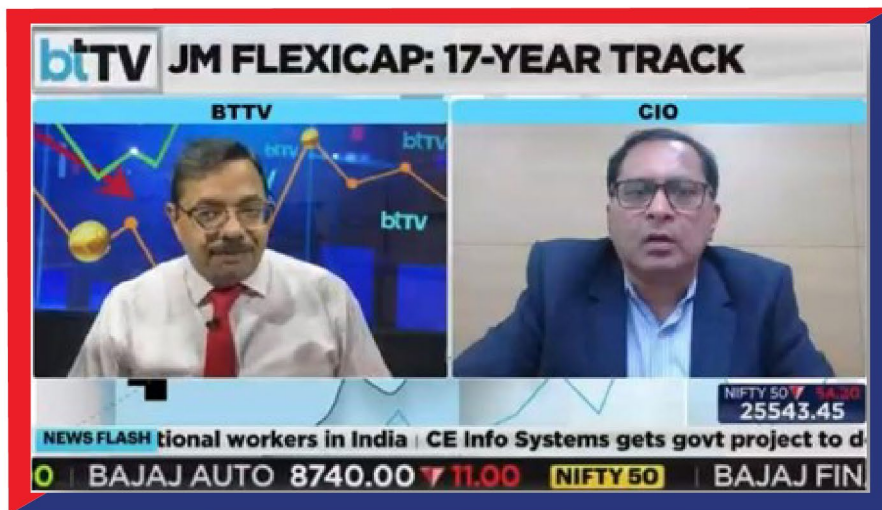 btTV JM FLEXICAP: 17-YEAR TRACK
BTTV CIO
btTV
btTV
btTV
NIFTY 50 54.20
25543.45
NEWS FLASH tional workers in India CE Info Systems gets govt project to d
0 BAJAJ AUTO 8740.00 11.00 NIFTY 50 BAJAJ FIN